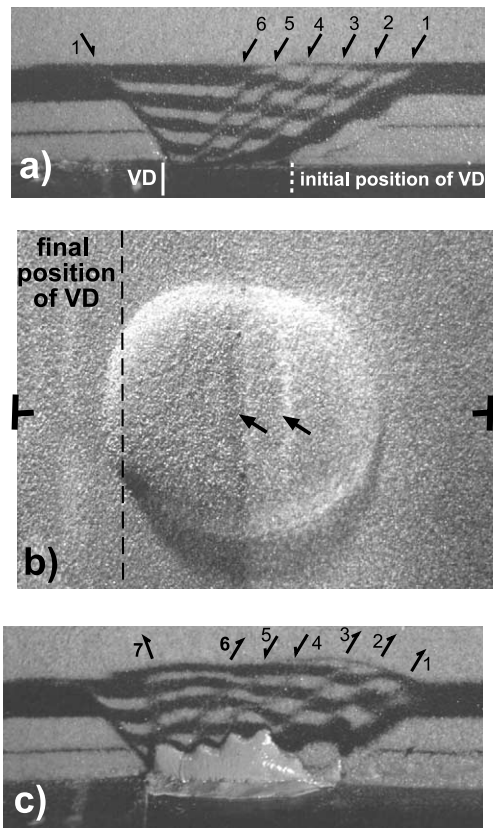 1 6 5 4 3 2 1
VD initial position of VD
a)
final
position
of VD
b)
7 6 5 4 3 2 1
c)